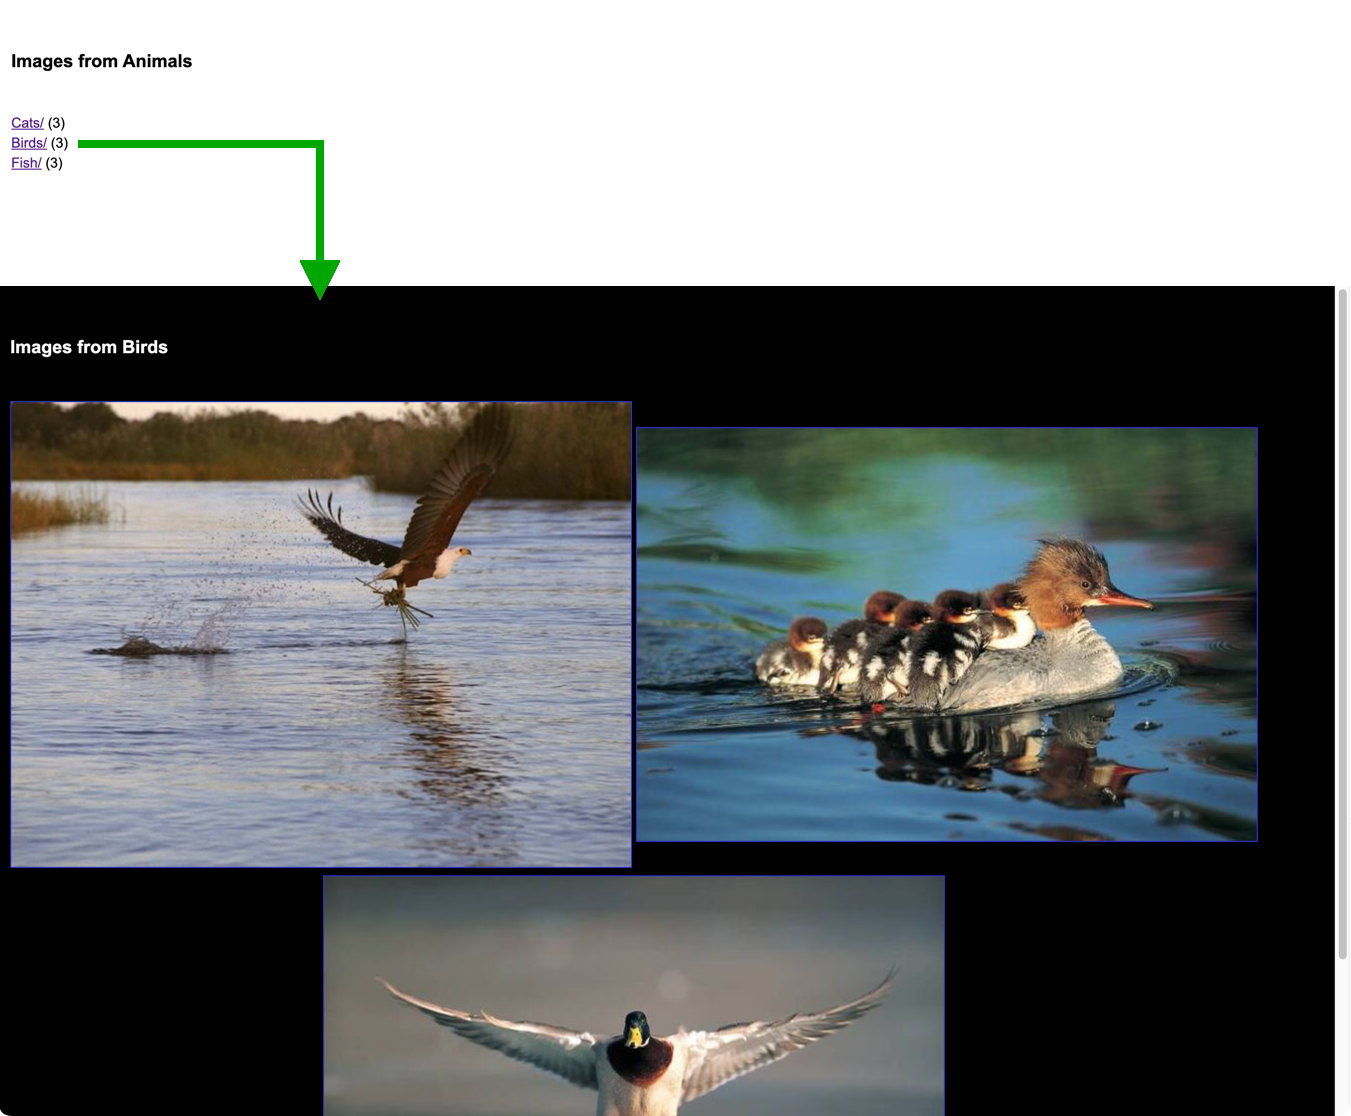 Images from Animals
Cats/ (3)
Birds/ (3)
Fish/ (3)
Images from Birds